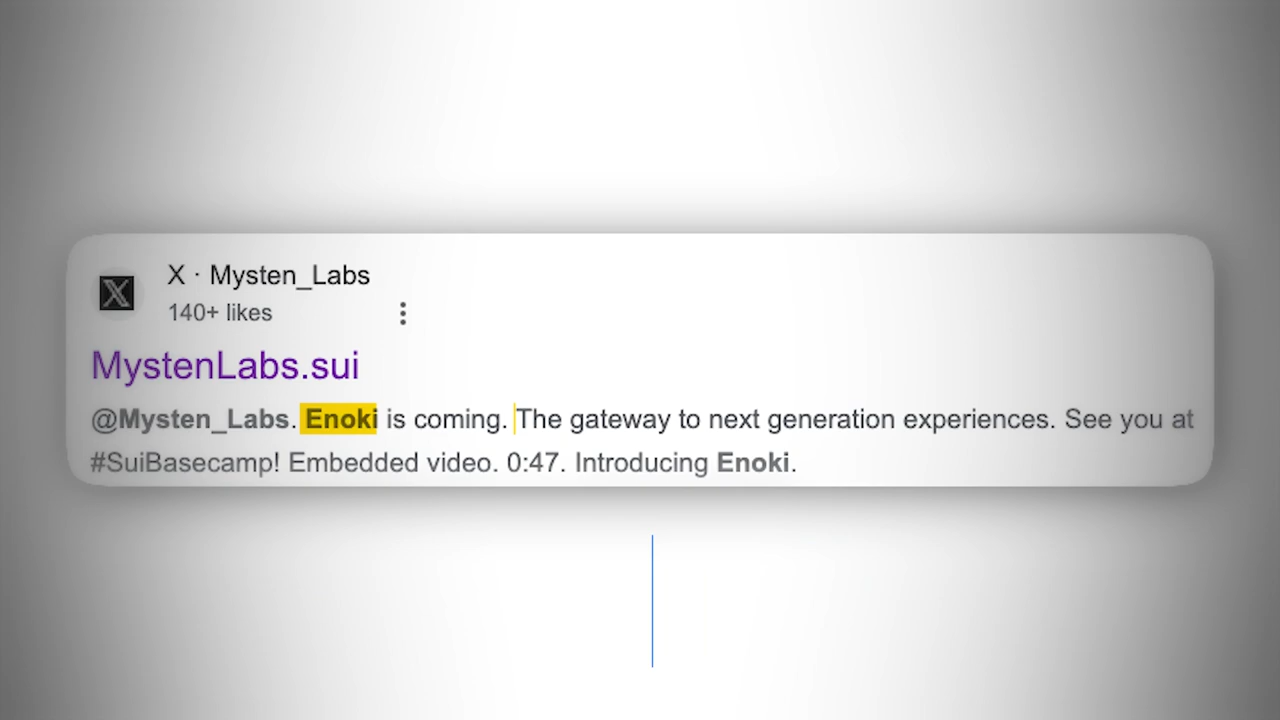 X · Mysten_Labs
140+ likes
MystenLabs.sui
@Mysten_Labs. Enoki is coming. The gateway to next generation experiences. See you at
#SuiBasecamp! Embedded video. 0:47. Introducing Enoki.